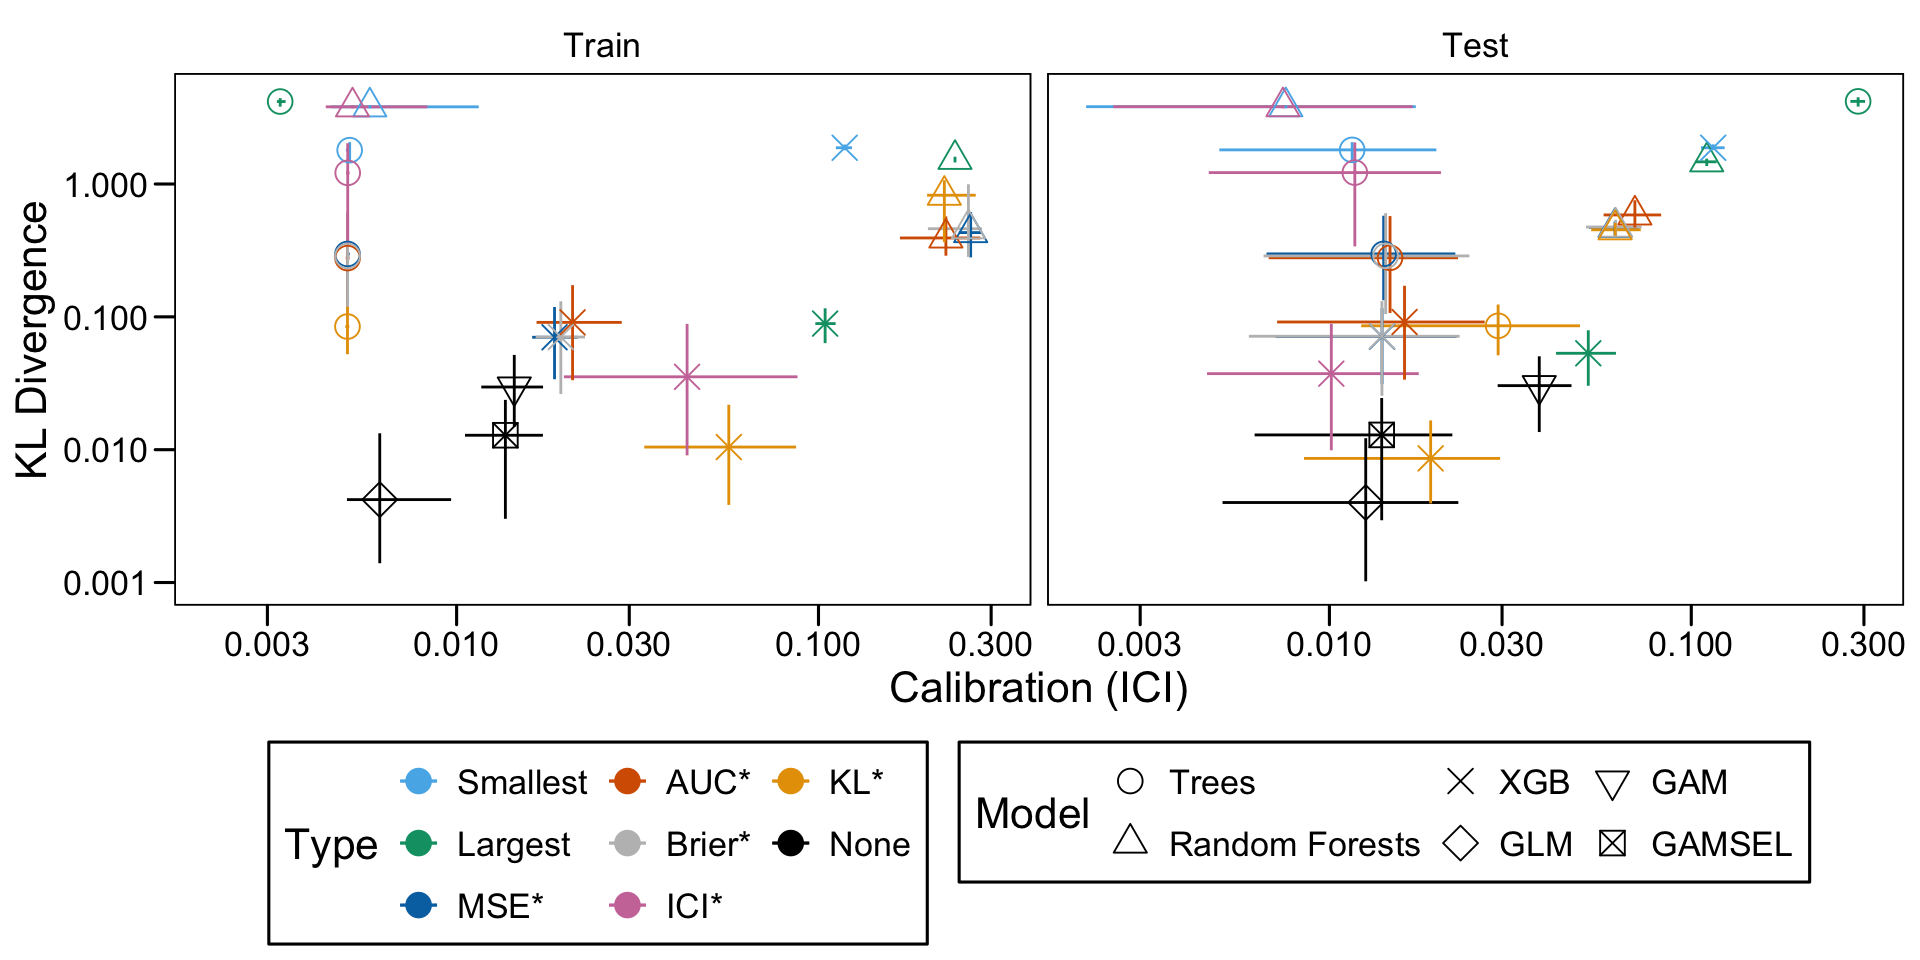 Train Test
KL Divergence
1.000
0.100
0.010
0.001
0.003 0.010 0.030 0.100 0.300 0.003 0.010 0.030 0.100 0.300
Calibration (ICI)
Type
Smallest AUC* KL*
Largest Brier* None
MSE* ICI*
Model
Trees XGB GAM
Random Forests GLM GAMSEL